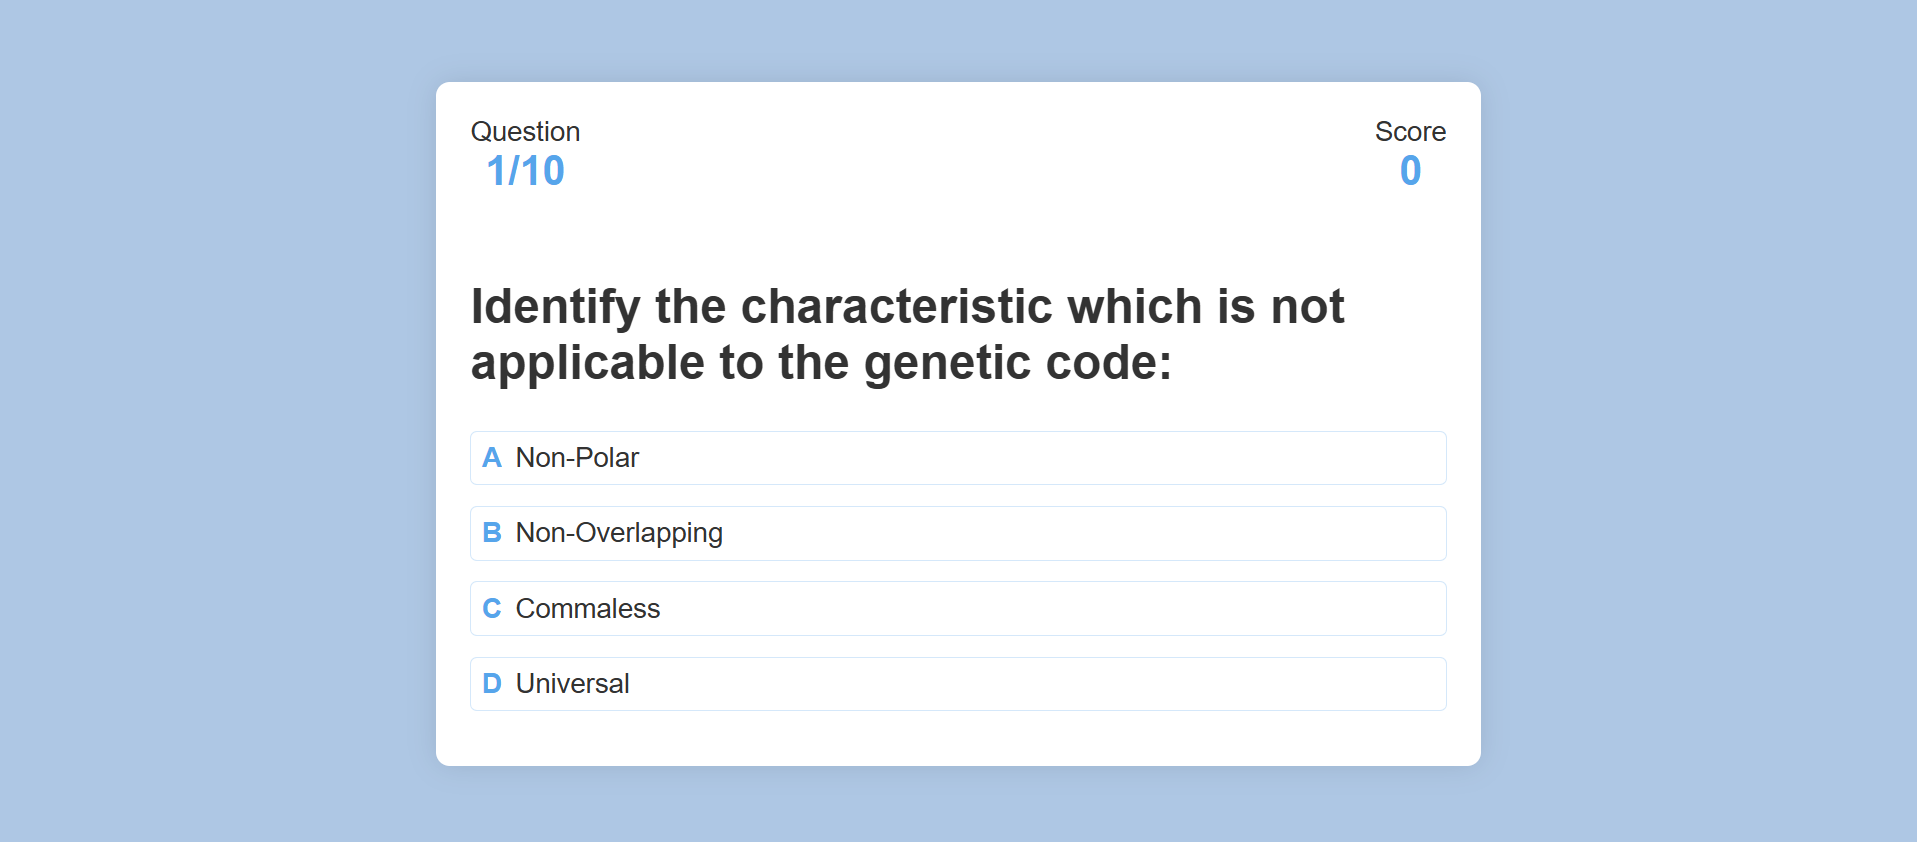 Question
1/10
Score
0
Identify the characteristic which is not
applicable to the genetic code:
A Non-Polar
B Non-Overlapping
C Commaless
D Universal